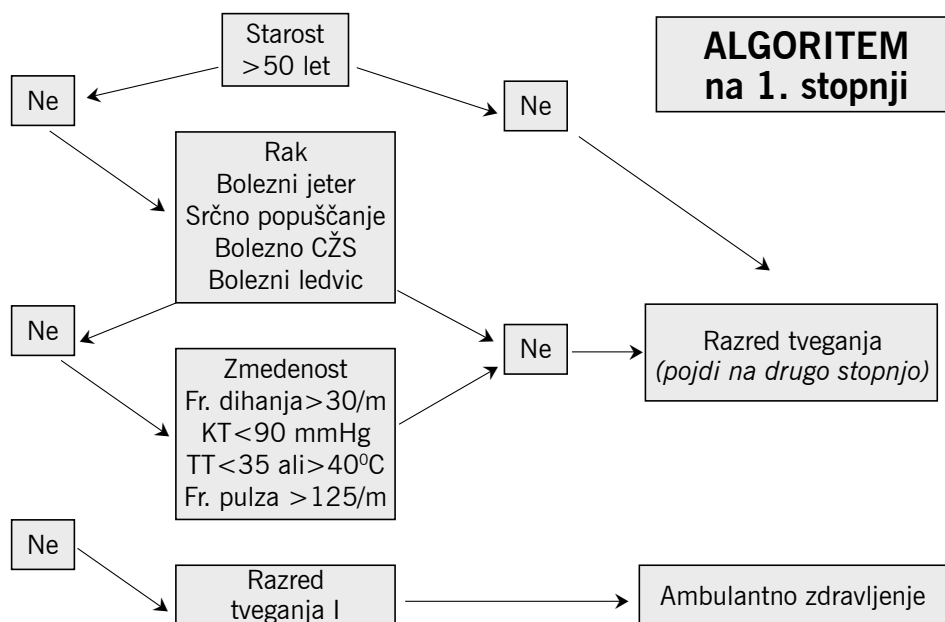 Starost
>50 let
ALGORITEM
na 1. stopnji
Ne
Ne
Rak
Bolezni jeter
Srčno popuščanje
Bolezno CŽS
Bolezni ledvic
Ne
Ne
Razred tveganja
(pojdi na drugo stopnjo)
Zmedenost
Fr. dihanja>30/m
KT<90 mmHg
TT<35 ali>40⁰C
Fr. pulza >125/m
Ne
Razred
tveganja I
Ambulantno zdravljenje